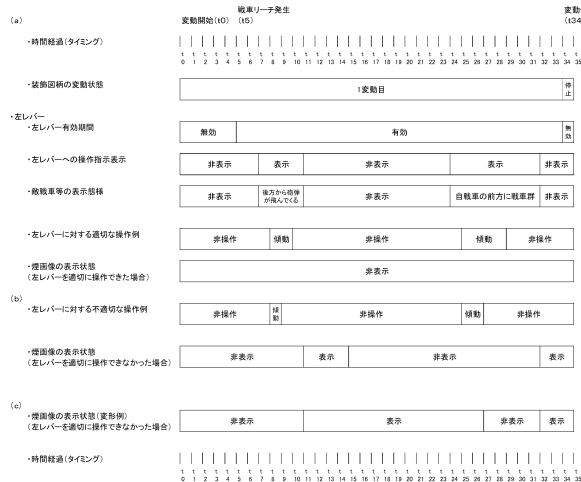 戦車リーチ発生
変動開始(t0) (t5)
変動
(t34
(a)
・時間経過(タイミング)
t t t t t t t t t t t t t t t t t t t t t t t t t t t t t t t t t t t t
0 1 2 3 4 5 6 7 8 9 10 11 12 13 14 15 16 17 18 19 20 21 22 23 24 25 26 27 28 29 30 31 32 33 34 35
・装飾図柄の変動状態
1変動目
停止
・左レバー
・左レバー有効期間
無効 有効 無効
・左レバーへの操作指示表示
非表示 表示 非表示 表示 非表示
・敵戦車等の表示態様
非表示 後方から砲弾が飛んでくる 非表示 自戦車の前方に戦車群 非表示
・左レバーに対する適切な操作例
非操作 傾動 非操作 傾動 非操作
・煙画像の表示状態
(左レバーを適切に操作できた場合)
非表示
(b)
・左レバーに対する不適切な操作例
非操作 傾動 非操作 傾動 非操作
・煙画像の表示状態
(左レバーを適切に操作できなかった場合)
非表示 表示 非表示 表示
(c)
・煙画像の表示状態(変形例)
(左レバーを適切に操作できなかった場合)
非表示 表示 非表示 表示
・時間経過(タイミング)
t t t t t t t t t t t t t t t t t t t t t t t t t t t t t t t t t t t t
0 1 2 3 4 5 6 7 8 9 10 11 12 13 14 15 16 17 18 19 20 21 22 23 24 25 26 27 28 29 30 31 32 33 34 35